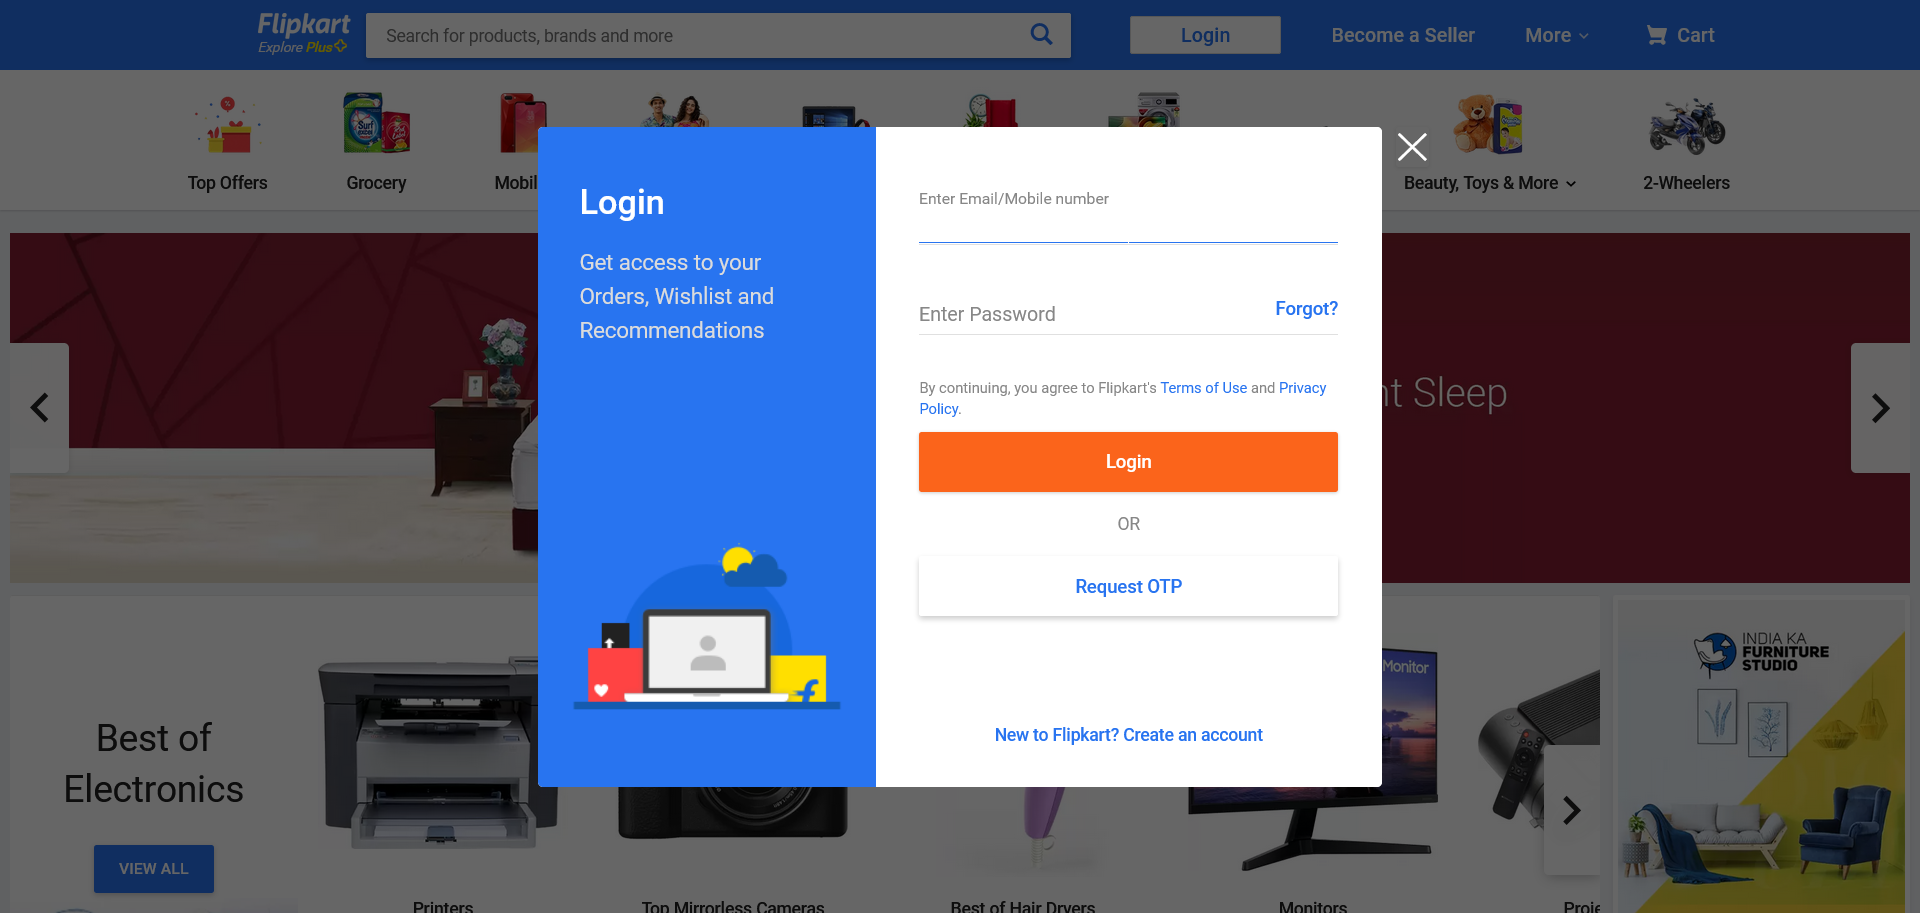 Flipkart
Explore Plus
Search for products, brands and more
Login
Become a Seller
More
Cart
Top Offers
Grocery
Beauty, Toys & More
2-Wheelers
Login
Get access to your
Orders, Wishlist and
Recommendations
Enter Email/Mobile number
Enter Password
Forgot?
By continuing, you agree to Flipkart's Terms of Use and Privacy
Policy.
Login
OR
Request OTP
New to Flipkart? Create an account
Sleep
Best of
Electronics
VIEW ALL
Monitor
INDIA KA
FURNITURE
STUDIO
Printers
Top Mirrorless Cameras
Best of Hair Dryers
Monitors